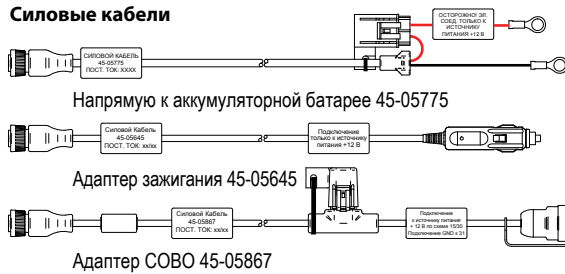 Силовые кабели
СИЛОВОЙ КАБЕЛЬ
45-05775
ПОСТ. ТОК: XXXX
ОСТОРОЖНО! ЭЛ.
СОЕД. ТОЛЬКО К
ИСТОЧНИКУ
ПИТАНИЯ +12 В
Напрямую к аккумуляторной батарее 45-05775
Силовой Кабель
45-05645
ПОСТ. ТОК: xx/xx
Подключение
только к источнику
питания +12 В
Адаптер зажигания 45-05645
Силовой Кабель
45-05867
ПОСТ. ТОК: xx/xx
Подключение
к источнику питания
+ 12 В по схеме 15/30
Подключение GND x 31
Адаптер COBO 45-05867